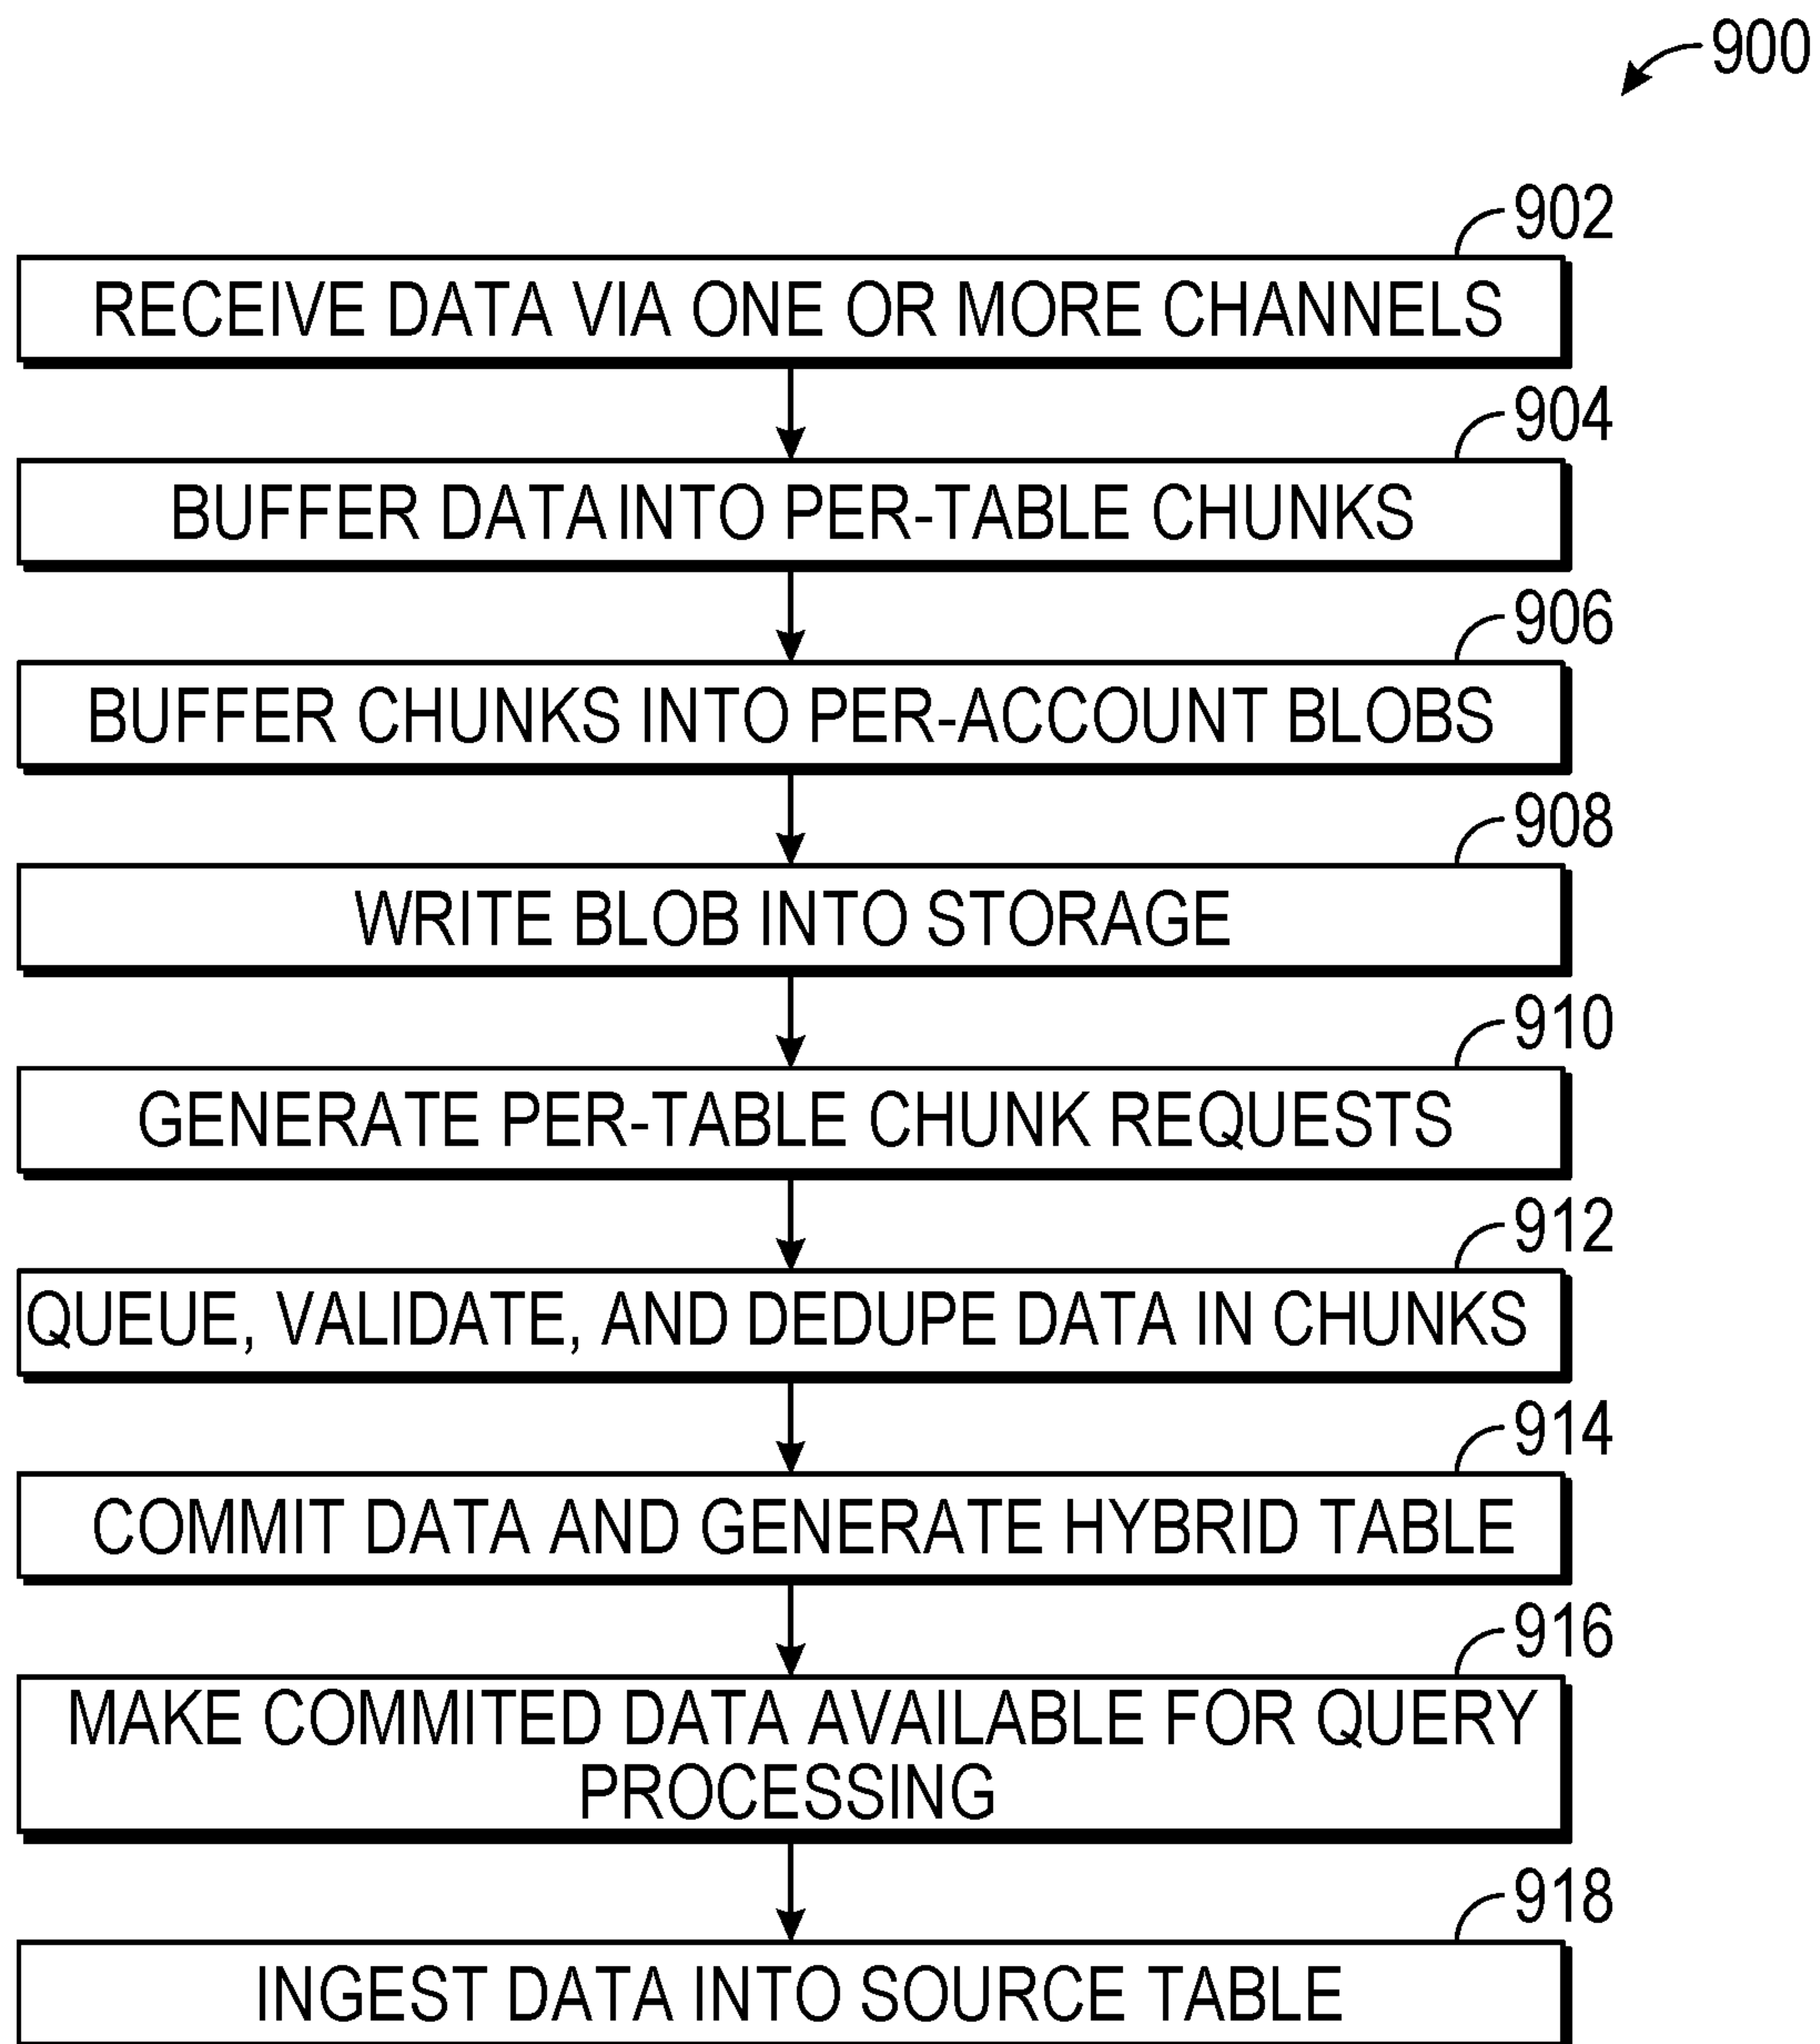 900
902
RECEIVE DATA VIA ONE OR MORE CHANNELS
904
BUFFER DATA INTO PER-TABLE CHUNKS
906
BUFFER CHUNKS INTO PER-ACCOUNT BLOBS
908
WRITE BLOB INTO STORAGE
910
GENERATE PER-TABLE CHUNK REQUESTS
912
QUEUE, VALIDATE, AND DEDUPE DATA IN CHUNKS
914
COMMIT DATA AND GENERATE HYBRID TABLE
916
MAKE COMMITED DATA AVAILABLE FOR QUERY
PROCESSING
918
INGEST DATA INTO SOURCE TABLE